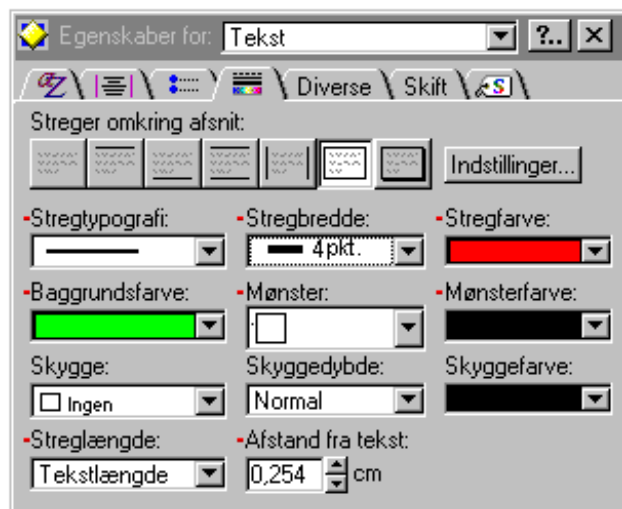 Egenskaber for: Tekst ?..
aZ Diverse Skift S
Streger omkring afsnit:
Indstillinger...
Stregtypografi: Stregbredde: Stregfarve:
4pkt.
Baggrundsfarve: Mønster: Mønsterfarve:
Skygge: Skyggedybde: Skyggefarve:
Ingen Normal
Streglængde: Afstand fra tekst:
Tekstlængde 0,254 cm